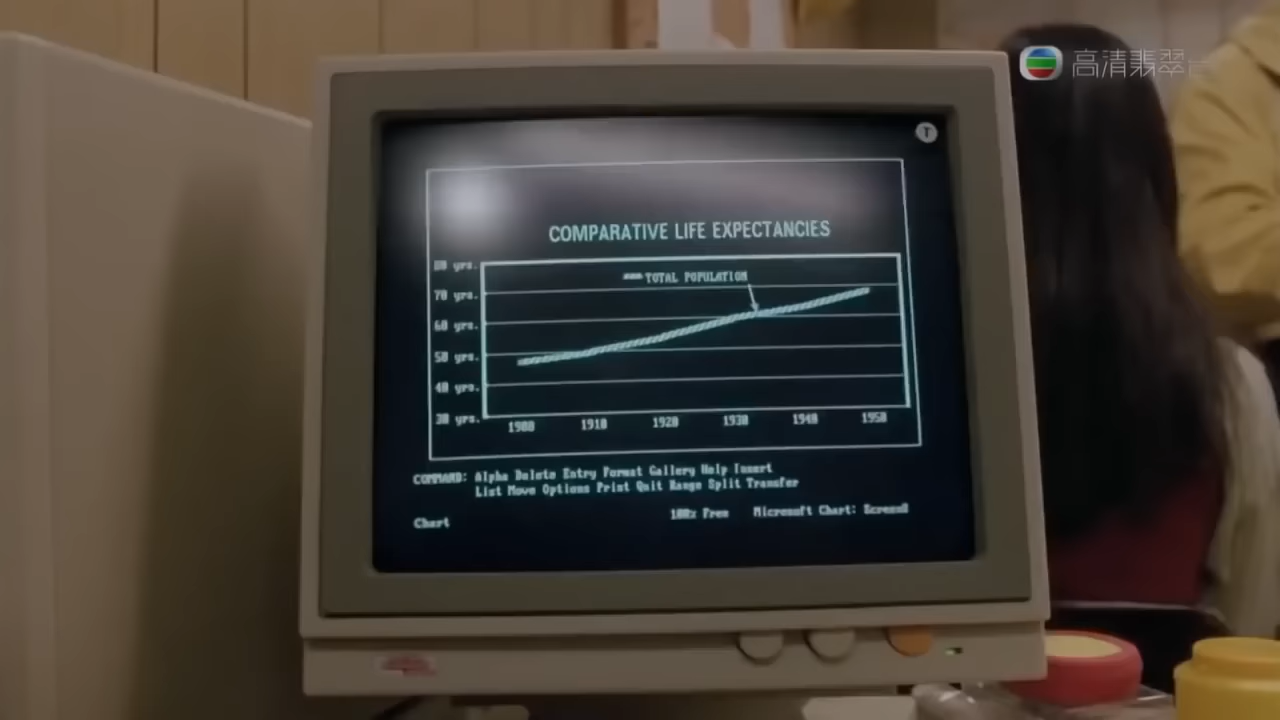 高清翡翠台
T
COMPARATIVE LIFE EXPECTANCIES
80 yrs.
TOTAL POPULATION
70 yrs.
60 yrs.
50 yrs.
40 yrs.
30 yrs.
1900 1910 1920 1930 1940 1950
COMMAND: Alpha Delete Entry Format Gallery Help Insert
List Move Options Print Quit Range Split Transfer
100% Free Microsoft Chart: Screen0
Chart